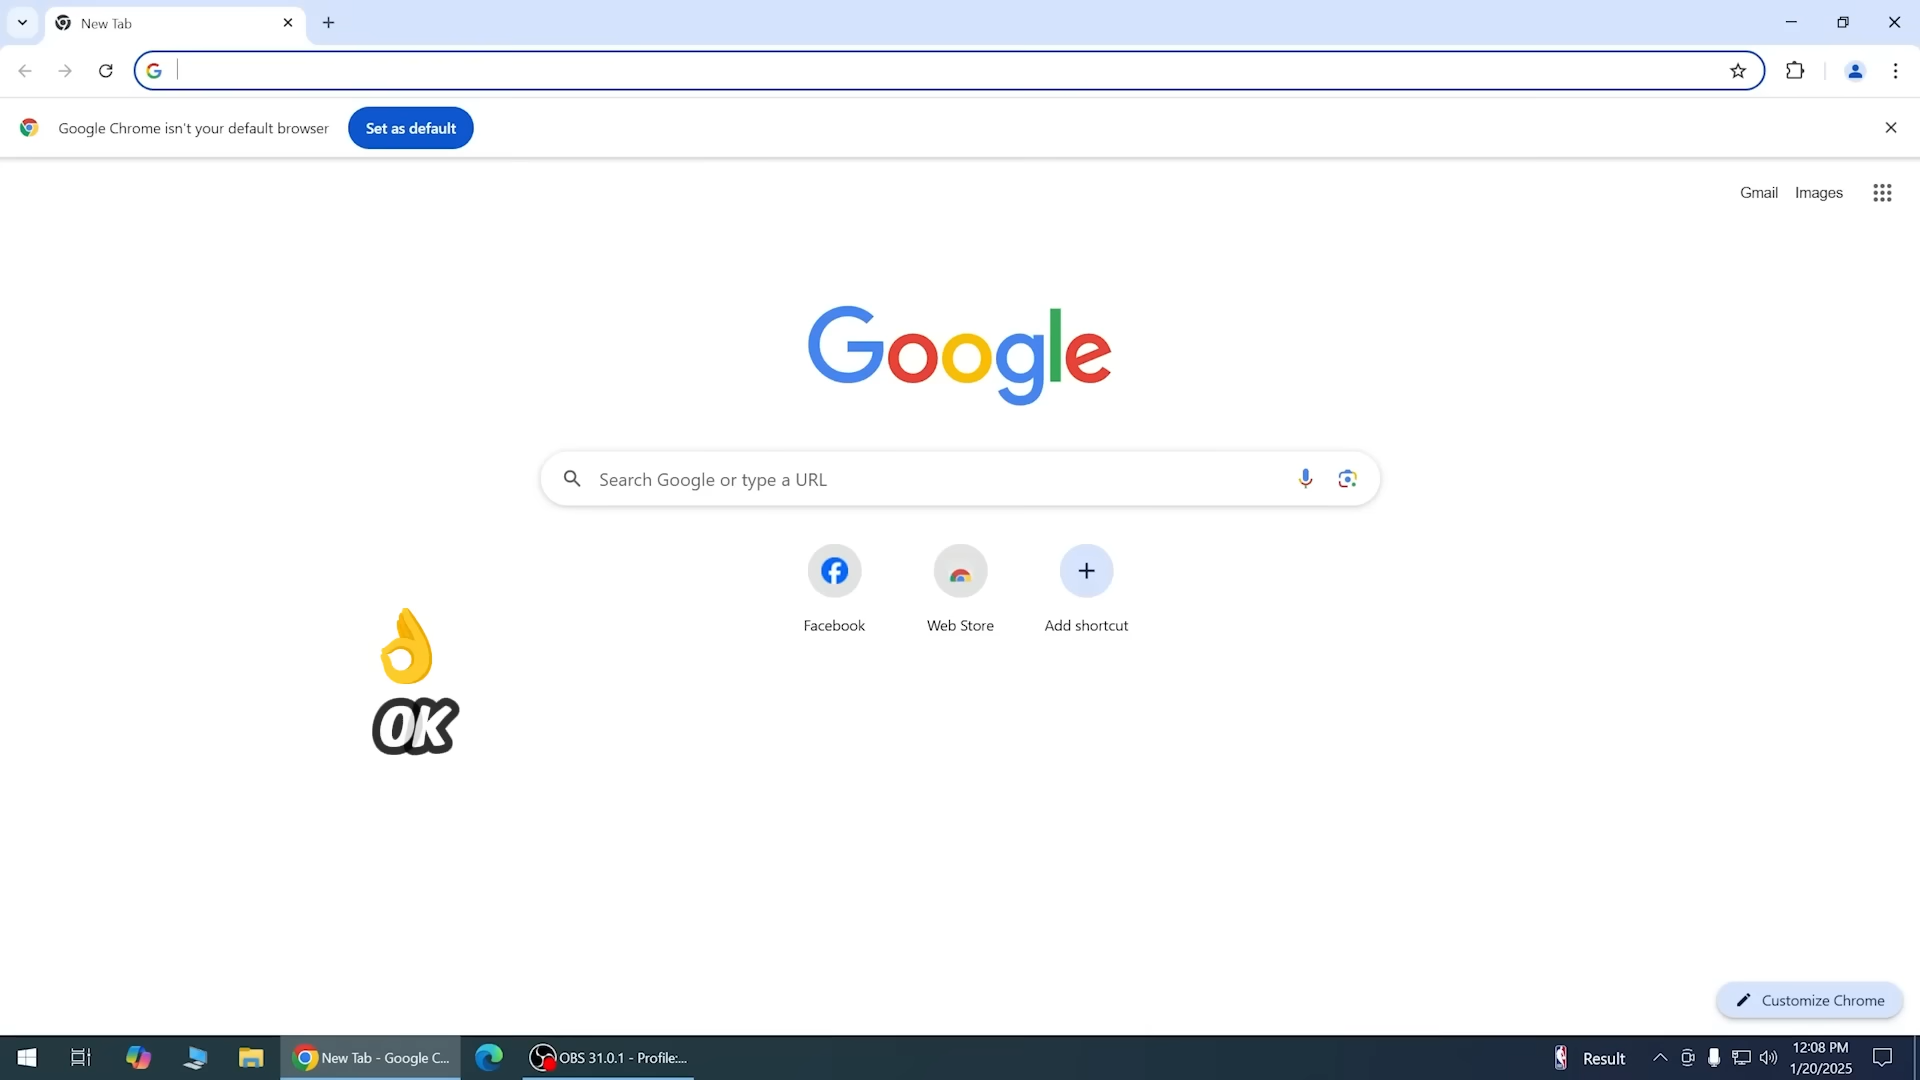 New Tab
Google Chrome isn't your default browser
Set as default
Gmail
Images
Google
Search Google or type a URL
Facebook
Web Store
Add shortcut
OK
Customize Chrome
New Tab - Google C...
OBS 31.0.1 - Profile:...
Result
12:08 PM
1/20/2025